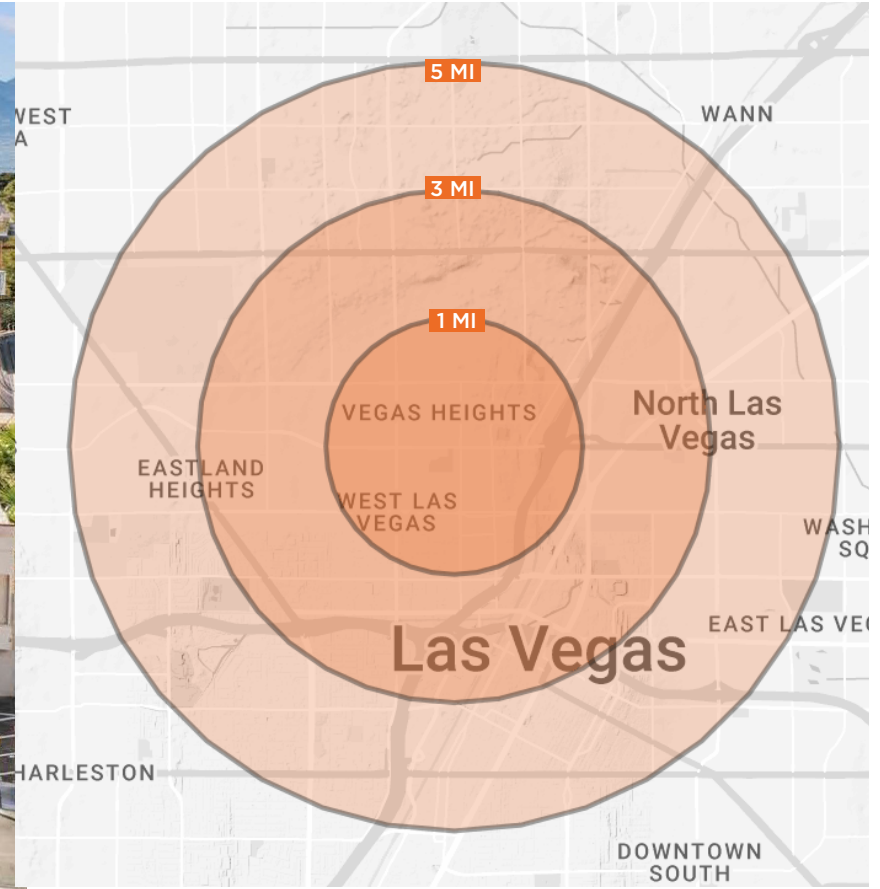 5 MI
WEST
A
WANN
3 MI
1 MI
North Las
Vegas
VEGAS HEIGHTS
EASTLAND
HEIGHTS
WEST LAS
VEGAS
WASH
SQ
EAST LAS VEG
Las Vegas
HARLESTON
DOWNTOWN
SOUTH